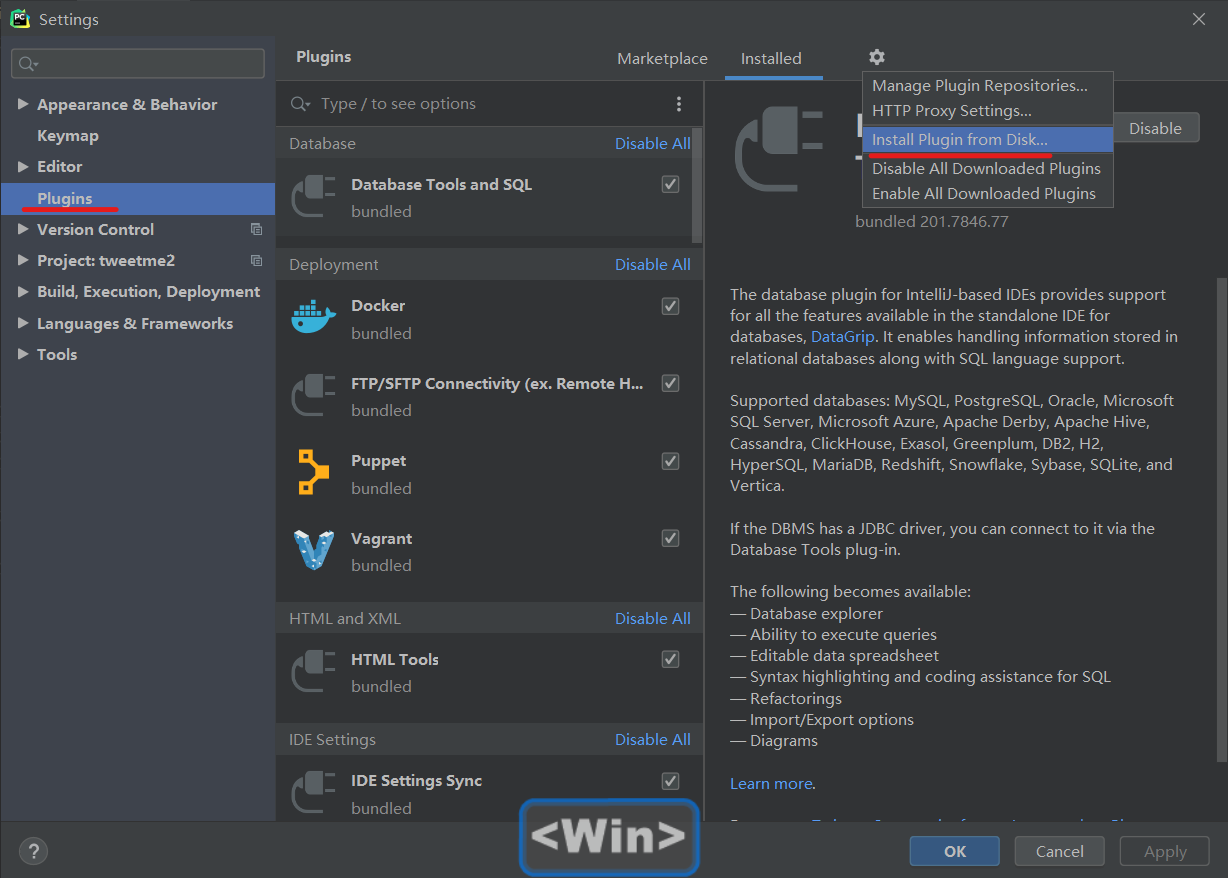 PC
Settings
Appearance & Behavior
Keymap
Editor
Plugins
Version Control
Project: tweetme2
Build, Execution, Deployment
Languages & Frameworks
Tools
Plugins
Marketplace
Installed
Type / to see options
Database
Disable All
Database Tools and SQL
bundled
Deployment
Disable All
Docker
bundled
FTP/SFTP Connectivity (ex. Remote H...
bundled
Puppet
bundled
Vagrant
bundled
HTML and XML
Disable All
HTML Tools
bundled
IDE Settings
Disable All
IDE Settings Sync
bundled
Manage Plugin Repositories...
HTTP Proxy Settings...
Install Plugin from Disk...
Disable All Downloaded Plugins
Enable All Downloaded Plugins
Disable
bundled 201.7846.77
The database plugin for IntelliJ-based IDEs provides support
for all the features available in the standalone IDE for
databases, DataGrip. It enables handling information stored in
relational databases along with SQL language support.
Supported databases: MySQL, PostgreSQL, Oracle, Microsoft
SQL Server, Microsoft Azure, Apache Derby, Apache Hive,
Cassandra, ClickHouse, Exasol, Greenplum, DB2, H2,
HyperSQL, MariaDB, Redshift, Snowflake, Sybase, SQLite, and
Vertica.
If the DBMS has a JDBC driver, you can connect to it via the
Database Tools plug-in.
The following becomes available:
— Database explorer
— Ability to execute queries
— Editable data spreadsheet
— Syntax highlighting and coding assistance for SQL
— Refactorings
— Import/Export options
— Diagrams
Learn more.
<Win>
?
OK
Cancel
Apply